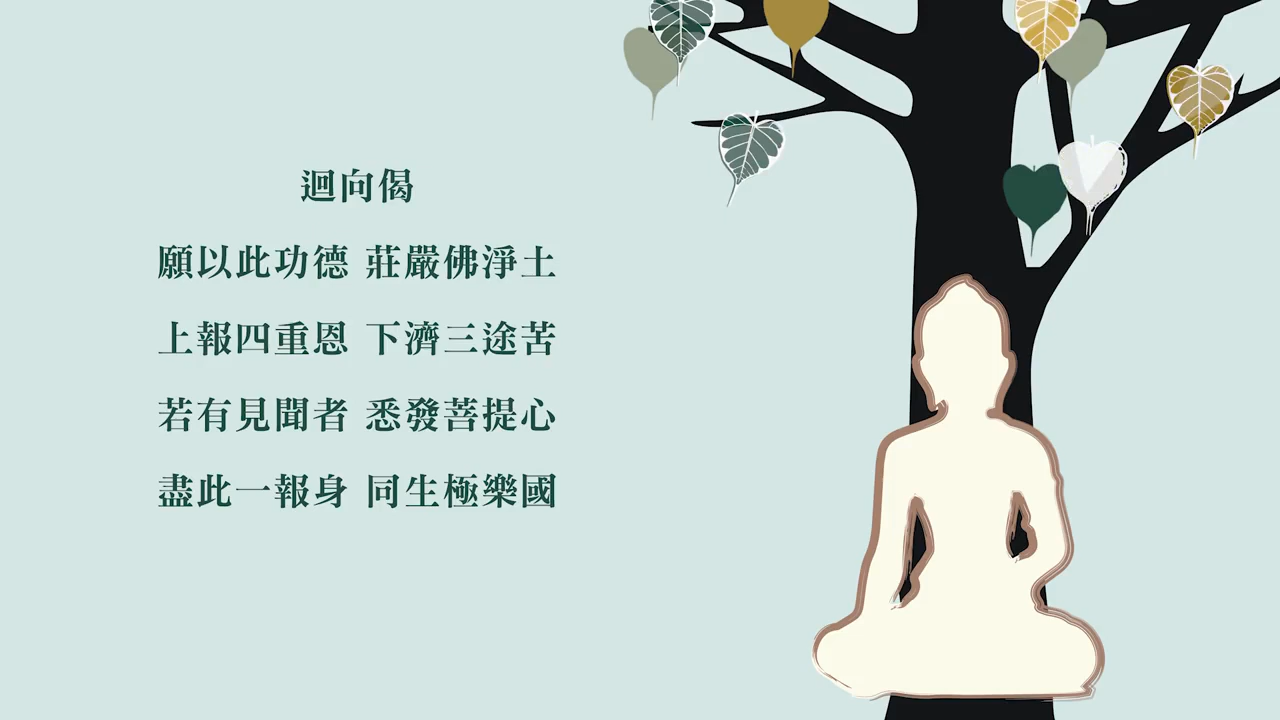 迴向偈
願以此功德 莊嚴佛淨土
上報四重恩 下濟三途苦
若有見聞者 悉發菩提心
盡此一報身 同生極樂國